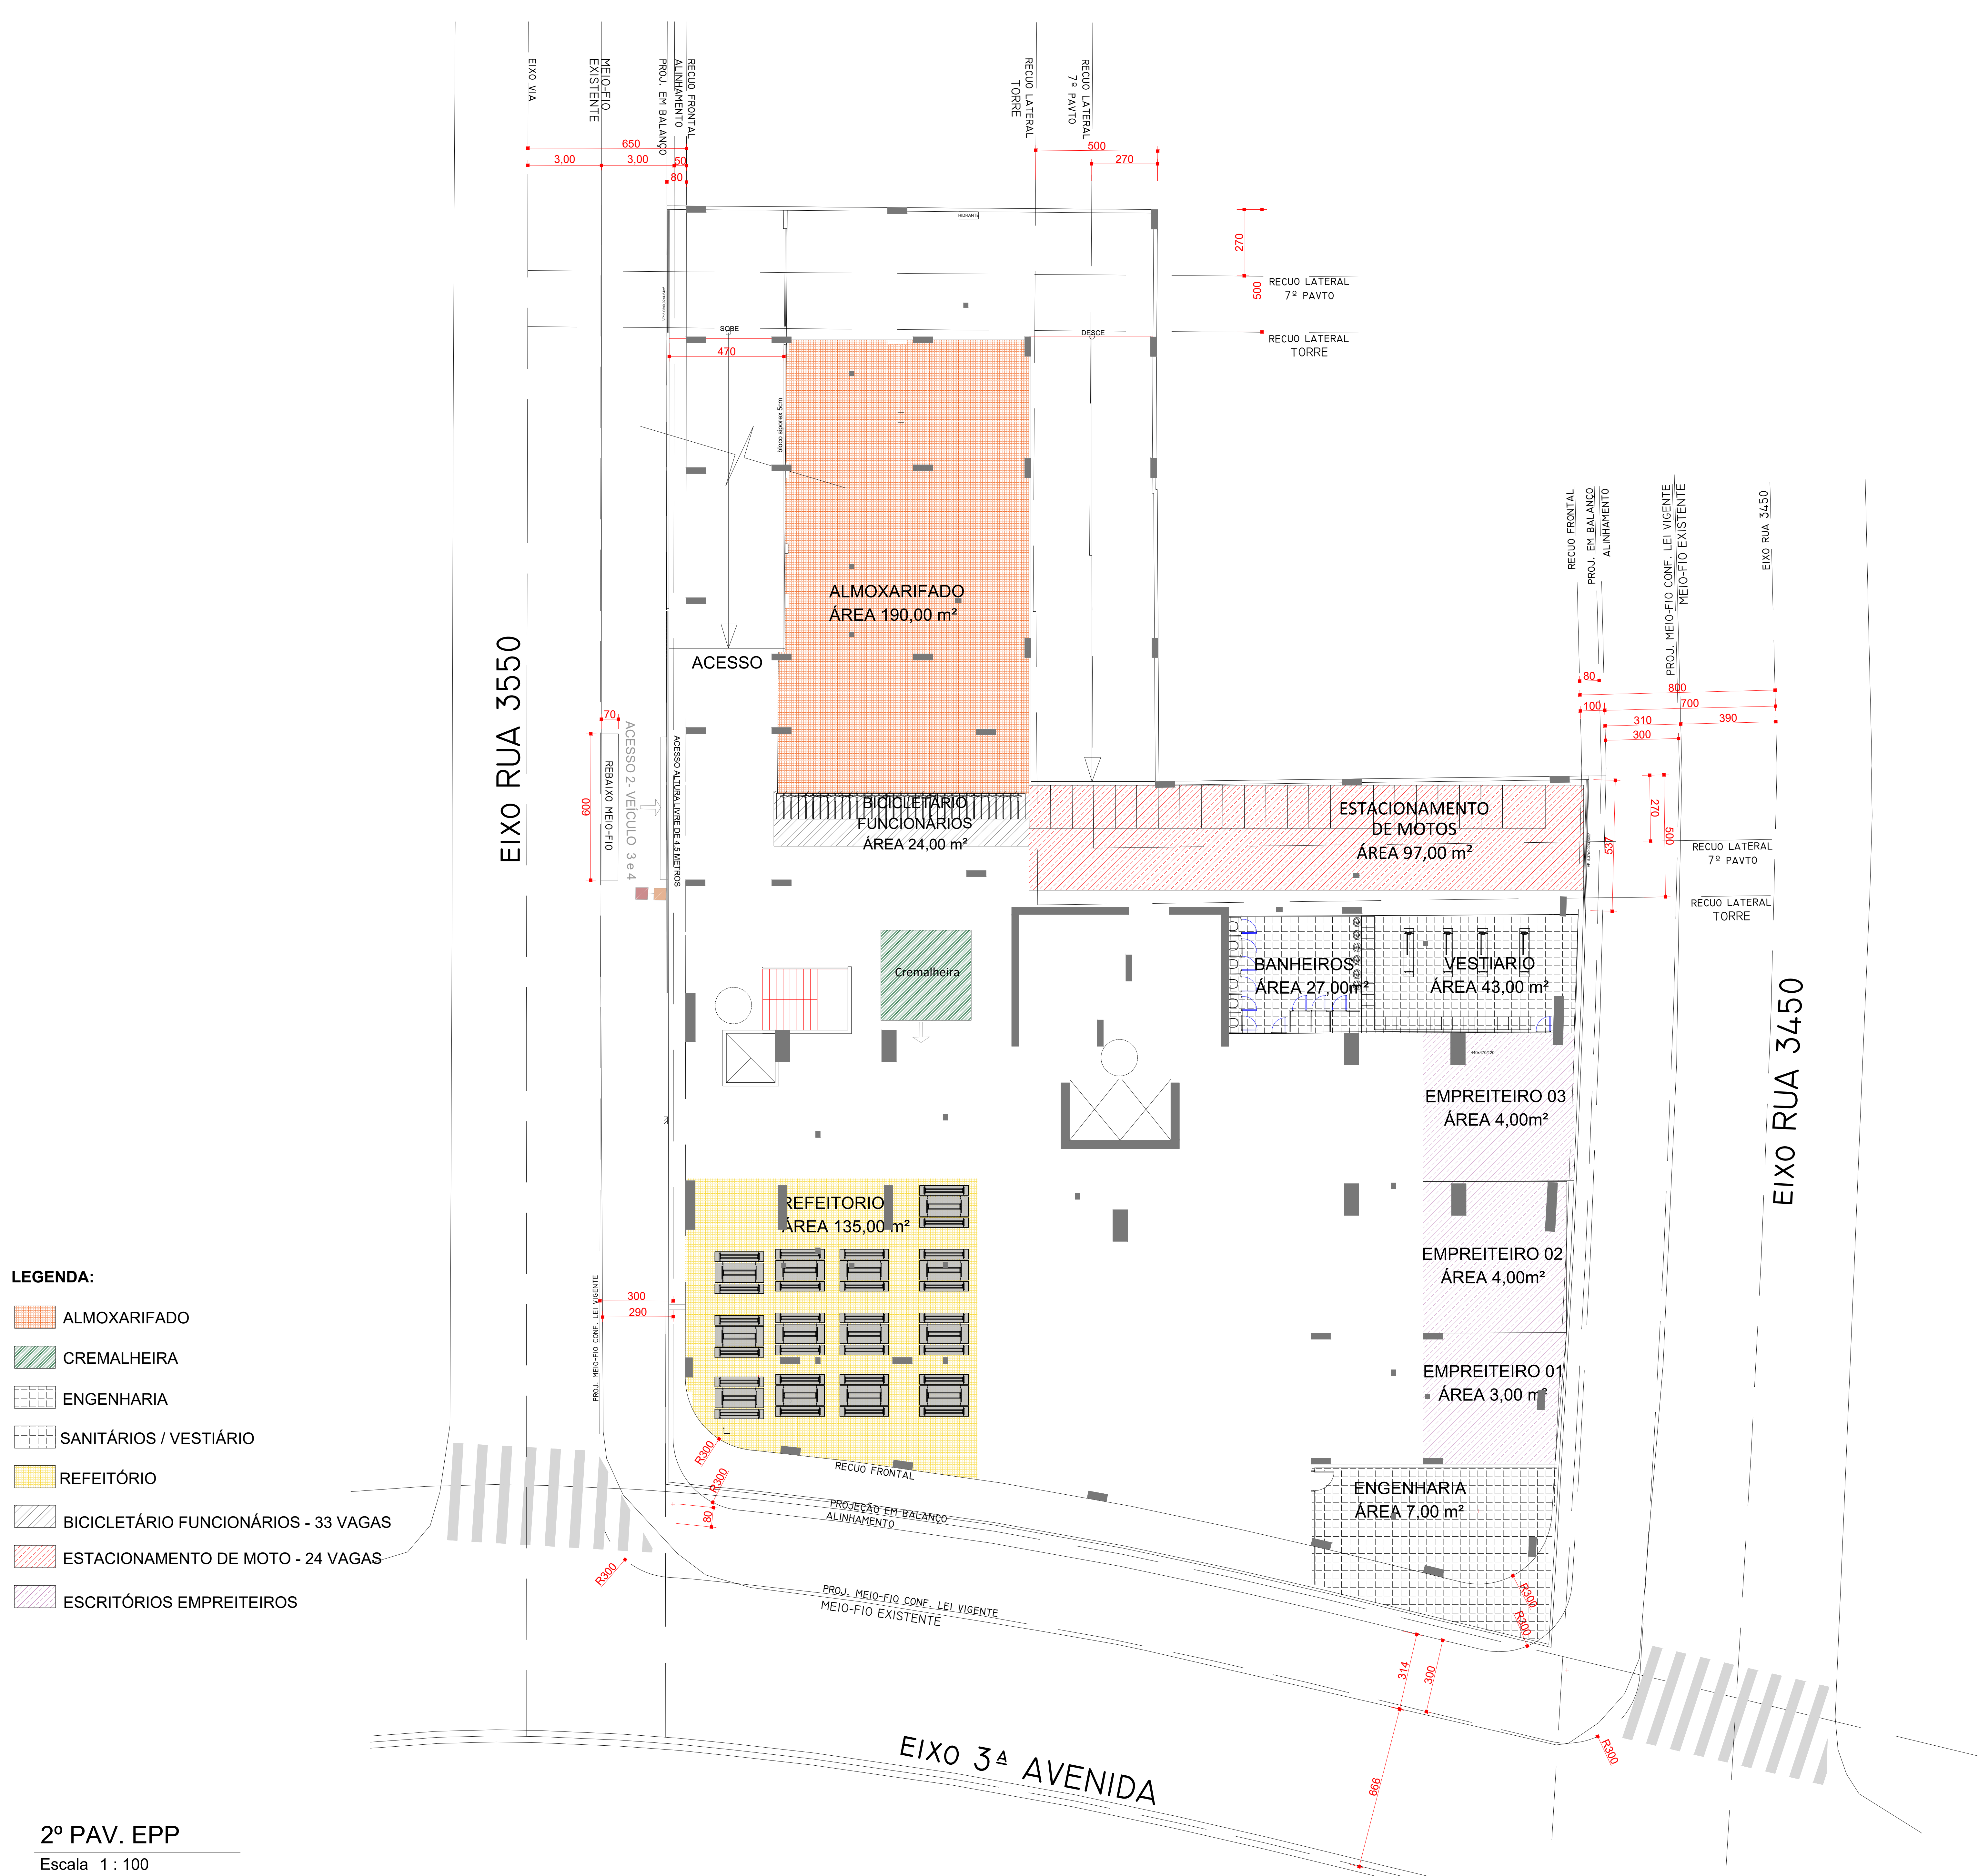 EIXO VIA
MEIO-FIO
EXISTENTE
PROJ. EM BALANÇO
ALINHAMENTO
RECUO FRONTAL
RECUO LATERAL
TORRE
RECUO LATERAL
7º PAVTO
650
3,00
3,00
50
80
500
270
HIDRANTE
270
500
RECUO LATERAL
7º PAVTO
RECUO LATERAL
TORRE
SOBE
DESCE
470
bloco siporex 5cm
ALMOXARIFADO
ÁREA 190,00 m²
ACESSO
EIXO RUA 3550
RECUO FRONTAL
PROJ. EM BALANÇO
ALINHAMENTO
PROJ. MEIO-FIO CONF. LEI VIGENTE
MEIO-FIO EXISTENTE
EIXO RUA 3450
80
800
100
700
310
390
300
70
600
REBAIXO MEIO-FIO
ACESSO 2 - VEÍCULO 3 e 4
ACESSO ALTURA LIVRE DE 4,5 METROS
BICICLETÁRIO
FUNCIONÁRIOS
ÁREA 24,00 m²
ESTACIONAMENTO
DE MOTOS
ÁREA 97,00 m²
537
270
500
RECUO LATERAL
7º PAVTO
RECUO LATERAL
TORRE
Cremalheira
BANHEIROS
ÁREA 27,00m²
VESTIARIO
ÁREA 43,00 m²
EIXO RUA 3450
EMPREITEIRO 03
ÁREA 4,00m²
REFEITORIO
ÁREA 135,00 m²
EMPREITEIRO 02
ÁREA 4,00m²
300
290
PROJ. MEIO-FIO CONF. LEI VIGENTE
EMPREITEIRO 01
ÁREA 3,00 m²
LEGENDA:
ALMOXARIFADO
CREMALHEIRA
ENGENHARIA
SANITÁRIOS / VESTIÁRIO
REFEITÓRIO
BICICLETÁRIO FUNCIONÁRIOS - 33 VAGAS
ESTACIONAMENTO DE MOTO - 24 VAGAS
ESCRITÓRIOS EMPREITEIROS
R300
R300
80
R300
RECUO FRONTAL
PROJEÇÃO EM BALANÇO
ALINHAMENTO
ENGENHARIA
ÁREA 7,00 m²
PROJ. MEIO-FIO CONF. LEI VIGENTE
MEIO-FIO EXISTENTE
R300
R300
314
300
R300
666
EIXO 3ª AVENIDA
2º PAV. EPP
Escala 1 : 100